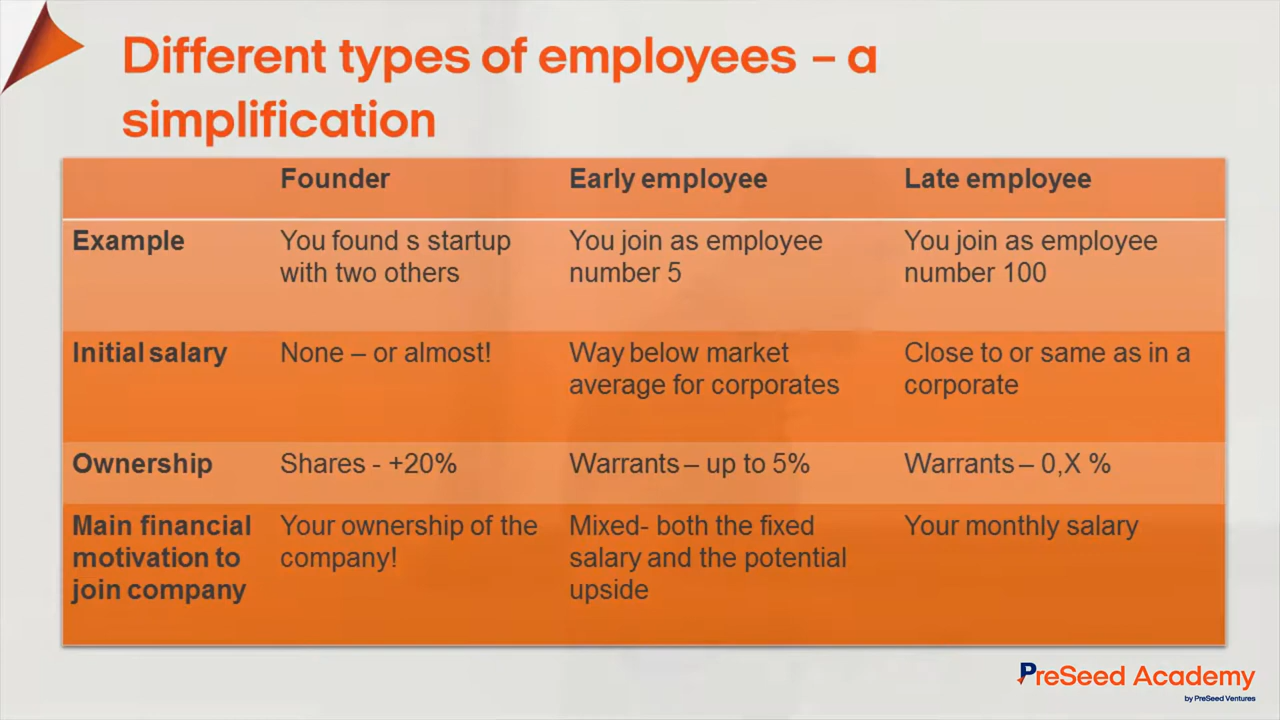 Different types of employees – a
simplification
Founder Early employee Late employee
Example You found s startup You join as employee You join as employee
with two others number 5 number 100
Initial salary None – or almost! Way below market Close to or same as in a
average for corporates corporate
Ownership Shares - +20% Warrants – up to 5% Warrants – 0,X %
Main financial Your ownership of the Mixed- both the fixed Your monthly salary
motivation to company! salary and the potential
join company upside
PreSeed Academy
by PreSeed Ventures